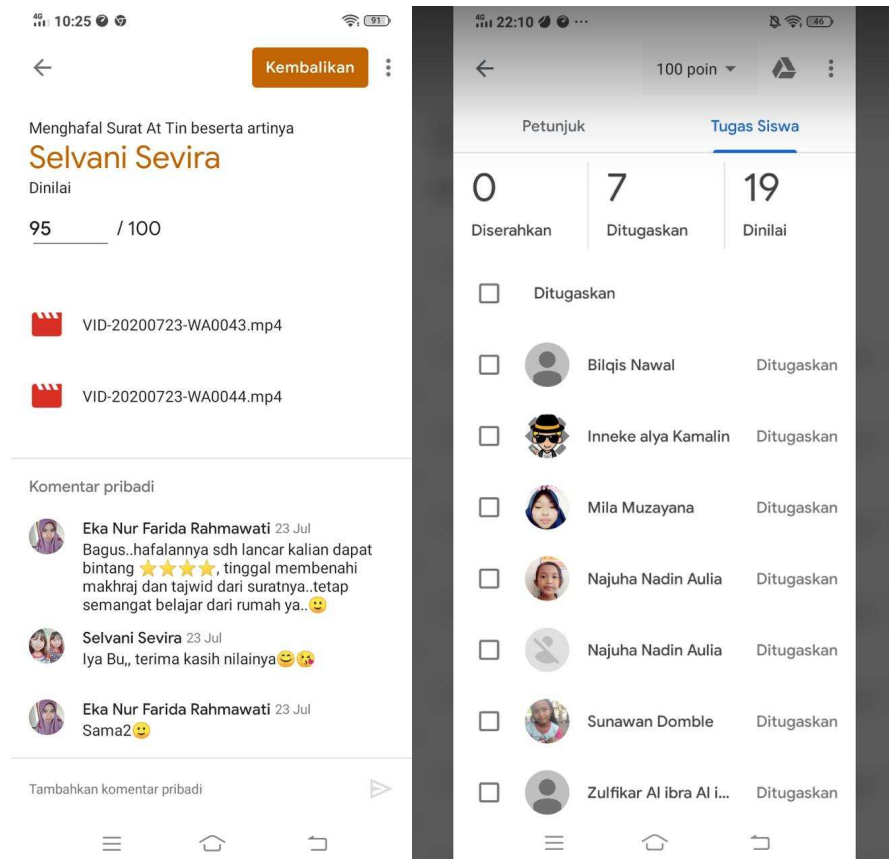 4G 10:25 91
Kembalikan
Menghafal Surat At Tin beserta artinya
Selvani Sevira
Dinilai
95 / 100
VID-20200723-WA0043.mp4
VID-20200723-WA0044.mp4
Komentar pribadi
Eka Nur Farida Rahmawati 23 Jul
Bagus..hafalannya sdh lancar kalian dapat
bintang ⭐⭐⭐⭐, tinggal membenahi
makhraj dan tajwid dari suratnya..tetap
semangat belajar dari rumah ya..🙂
Selvani Sevira 23 Jul
Iya Bu,, terima kasih nilainya😊😘
Eka Nur Farida Rahmawati 23 Jul
Sama2🙂
Tambahkan komentar pribadi
4G 22:10 ... 46
100 poin
Petunjuk Tugas Siswa
0 7 19
Diserahkan Ditugaskan Dinilai
Ditugaskan
Bilqis Nawal Ditugaskan
Inneke alya Kamalin Ditugaskan
Mila Muzayana Ditugaskan
Najuha Nadin Aulia Ditugaskan
Najuha Nadin Aulia Ditugaskan
Sunawan Domble Ditugaskan
Zulfikar Al ibra Al i... Ditugaskan